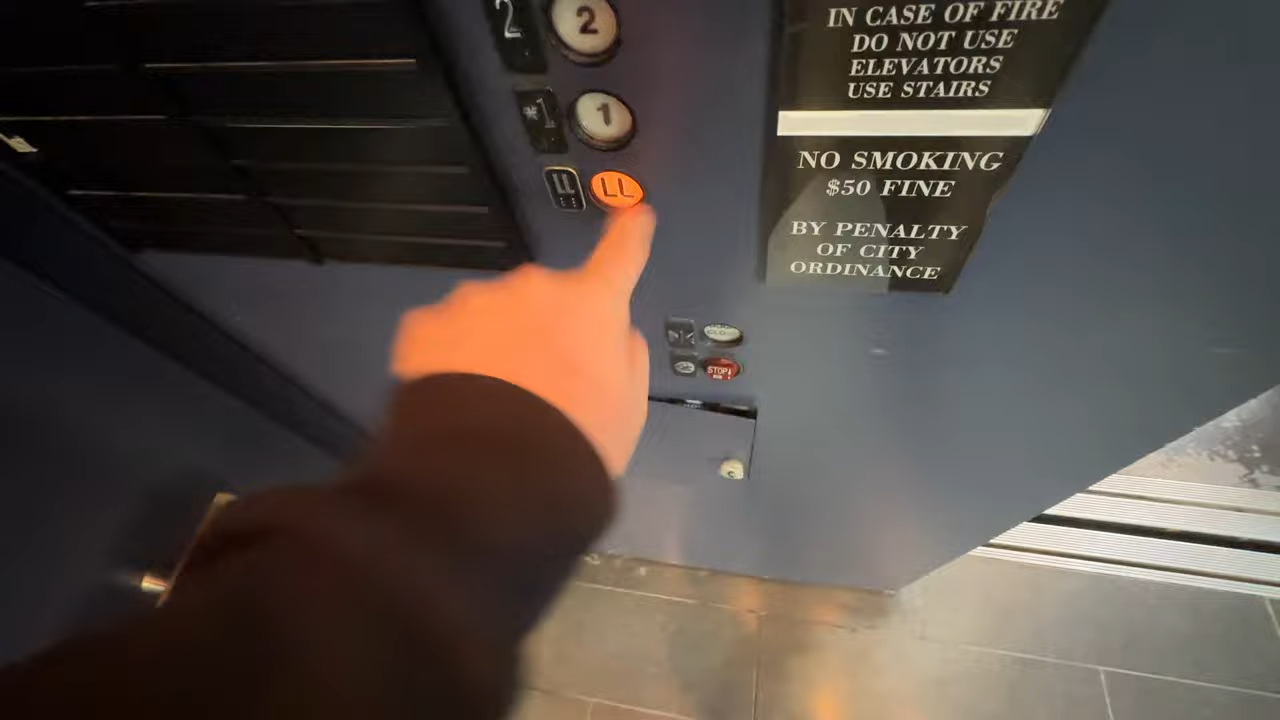 2 2
*1 1
LL LL
IN CASE OF FIRE
DO NOT USE
ELEVATORS
USE STAIRS
NO SMOKING
$50 FINE
BY PENALTY
OF CITY
ORDINANCE
STOP